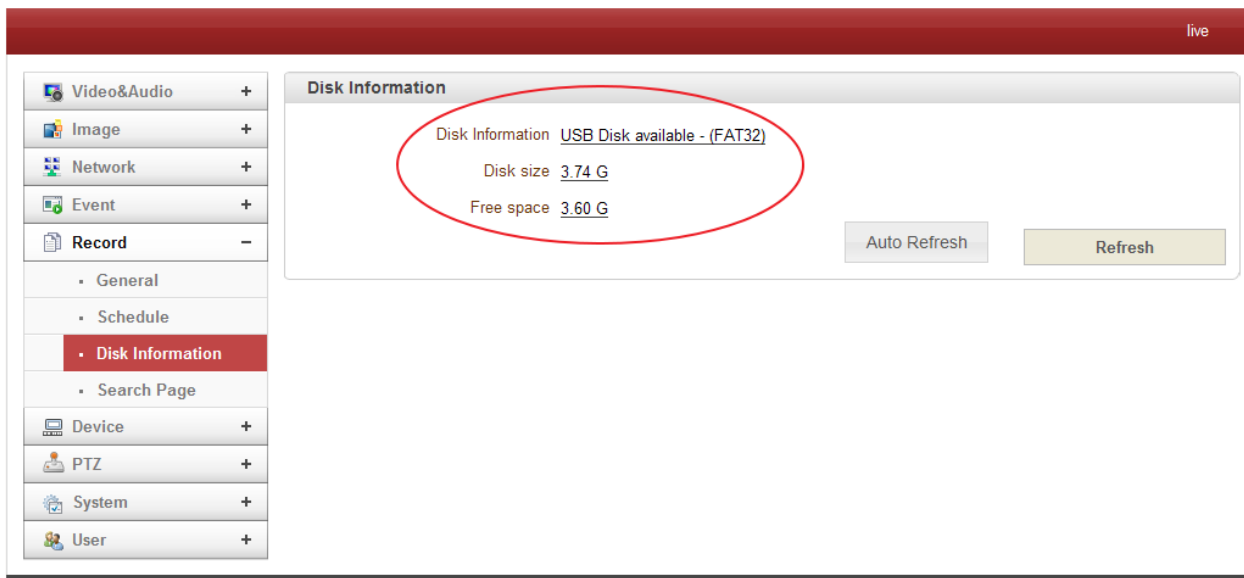 live
Video&Audio +
Image +
Network +
Event +
Record -
General
Schedule
Disk Information
Search Page
Device +
PTZ +
System +
User +
Disk Information
Disk Information USB Disk available - (FAT32)
Disk size 3.74 G
Free space 3.60 G
Auto Refresh Refresh